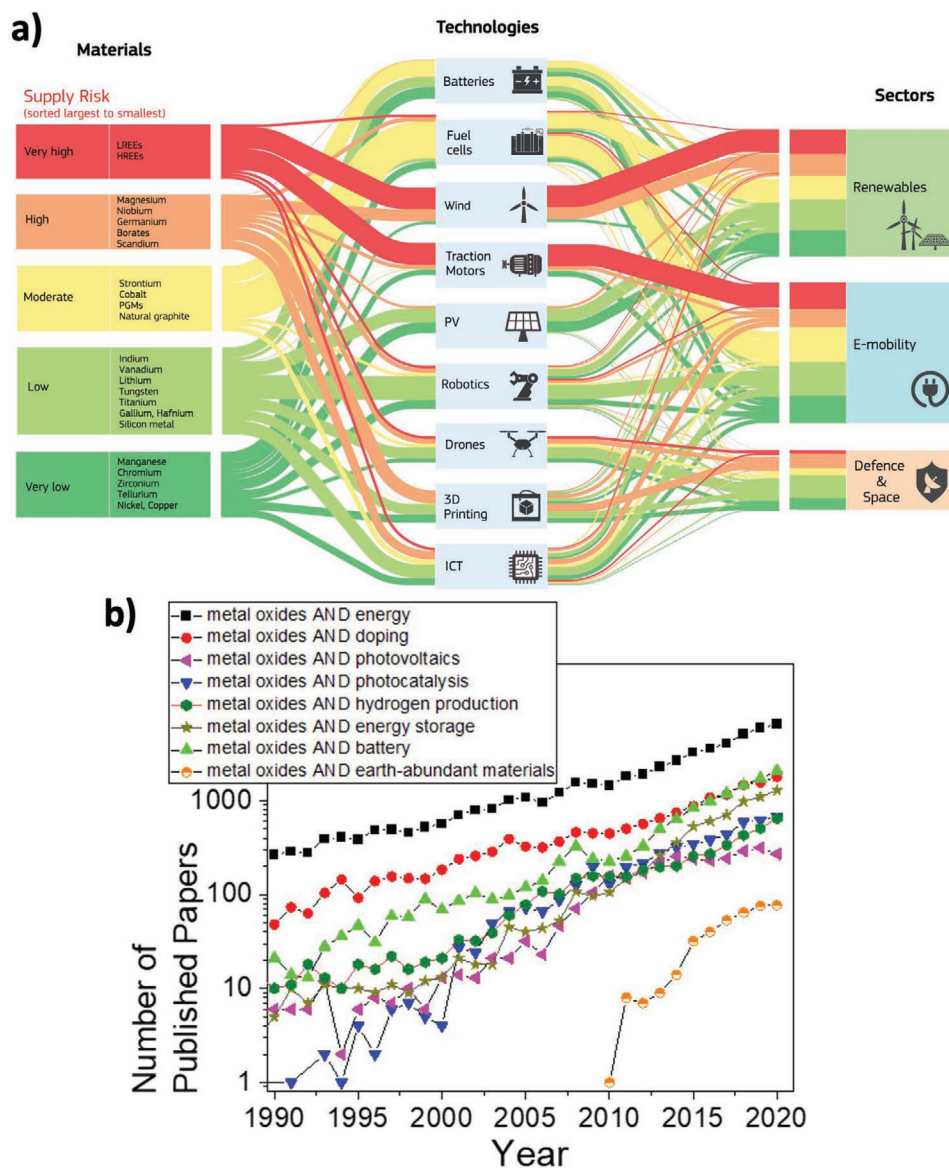 a)
Materials
Technologies
Sectors
Supply Risk
(sorted largest to smallest)
Very high
LREEs
HREEs
High
Magnesium
Niobium
Germanium
Borates
Scandium
Moderate
Strontium
Cobalt
PGMs
Natural graphite
Low
Indium
Vanadium
Lithium
Tungsten
Titanium
Gallium, Hafnium
Silicon metal
Very low
Manganese
Chromium
Zirconium
Tellurium
Nickel, Copper
Batteries
Fuel
cells
Wind
Traction
Motors
PV
Robotics
Drones
3D
Printing
ICT
Renewables
E-mobility
Defence
&
Space
b)
metal oxides AND energy
metal oxides AND doping
metal oxides AND photovoltaics
metal oxides AND photocatalysis
metal oxides AND hydrogen production
metal oxides AND energy storage
metal oxides AND battery
metal oxides AND earth-abundant materials
Number of
Published Papers
1000
100
10
1
1990 1995 2000 2005 2010 2015 2020
Year